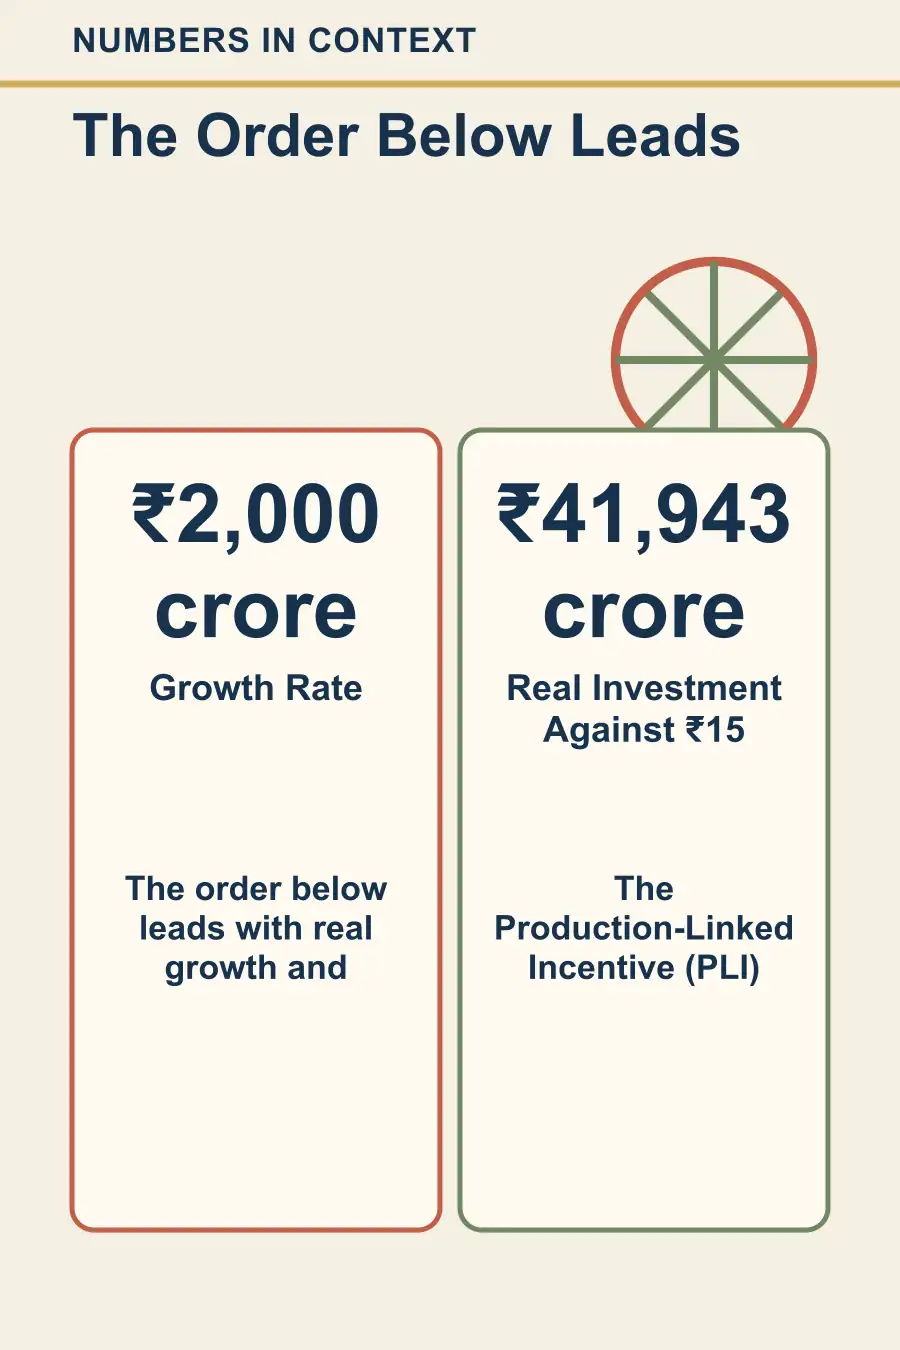 NUMBERS IN CONTEXT
The Order Below Leads
₹2,000
crore
Growth Rate
The order below
leads with real
growth and
₹41,943
crore
Real Investment
Against ₹15
The
Production-Linked
Incentive (PLI)